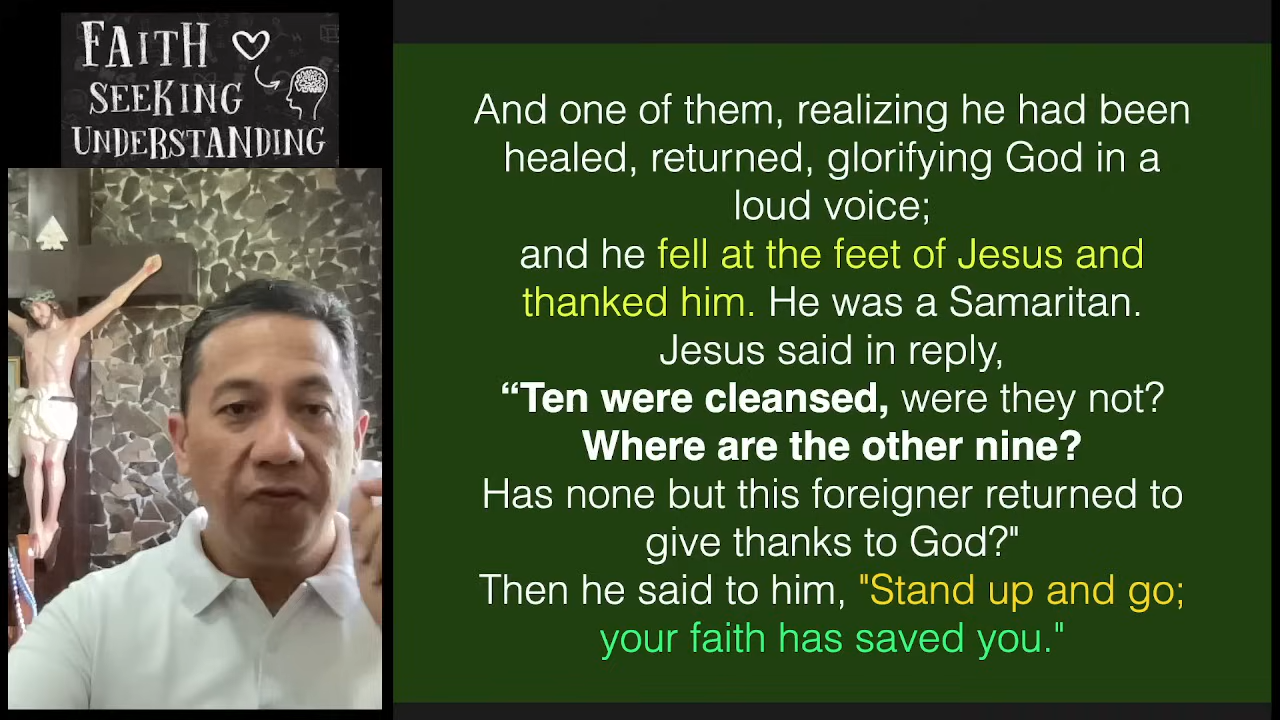 FAITH
SEEKING
UNDERSTANDING
And one of them, realizing he had been
healed, returned, glorifying God in a
loud voice;
and he fell at the feet of Jesus and
thanked him. He was a Samaritan.
Jesus said in reply,
“Ten were cleansed, were they not?
Where are the other nine?
Has none but this foreigner returned to
give thanks to God?"
Then he said to him, "Stand up and go;
your faith has saved you."